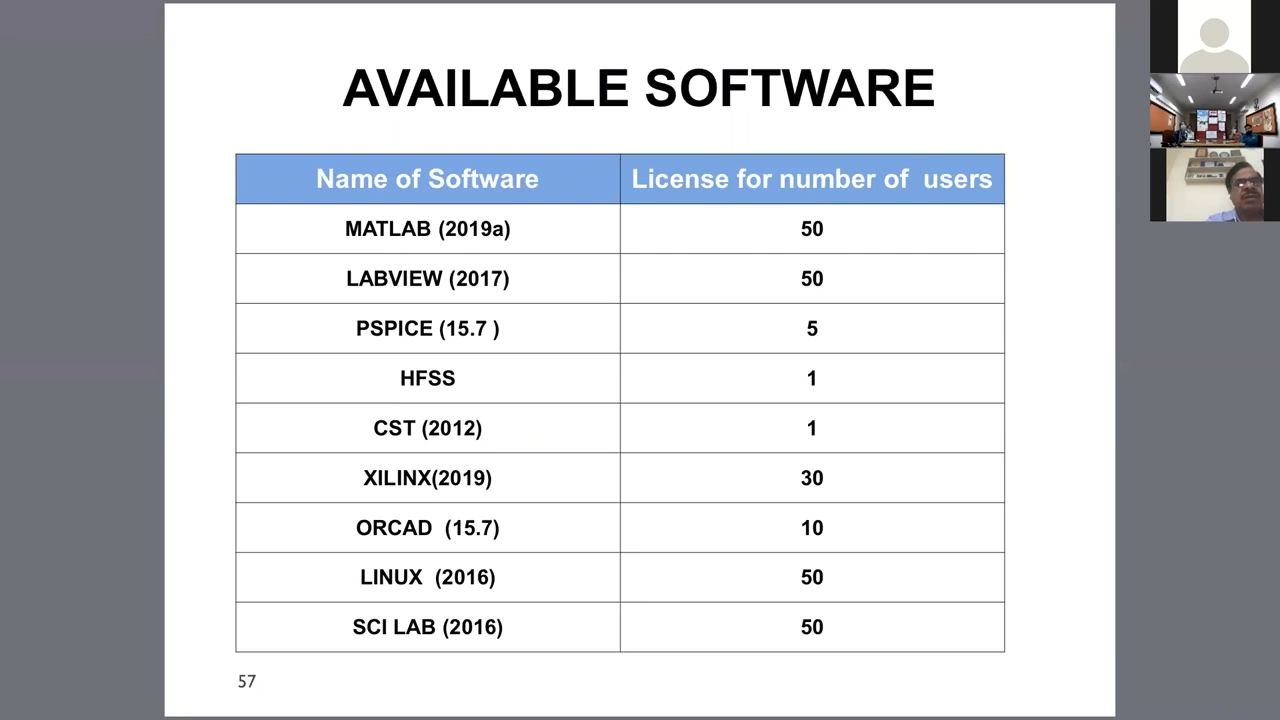 AVAILABLE SOFTWARE
Name of Software License for number of users
MATLAB (2019a) 50
LABVIEW (2017) 50
PSPICE (15.7 ) 5
HFSS 1
CST (2012) 1
XILINX(2019) 30
ORCAD (15.7) 10
LINUX (2016) 50
SCI LAB (2016) 50
57